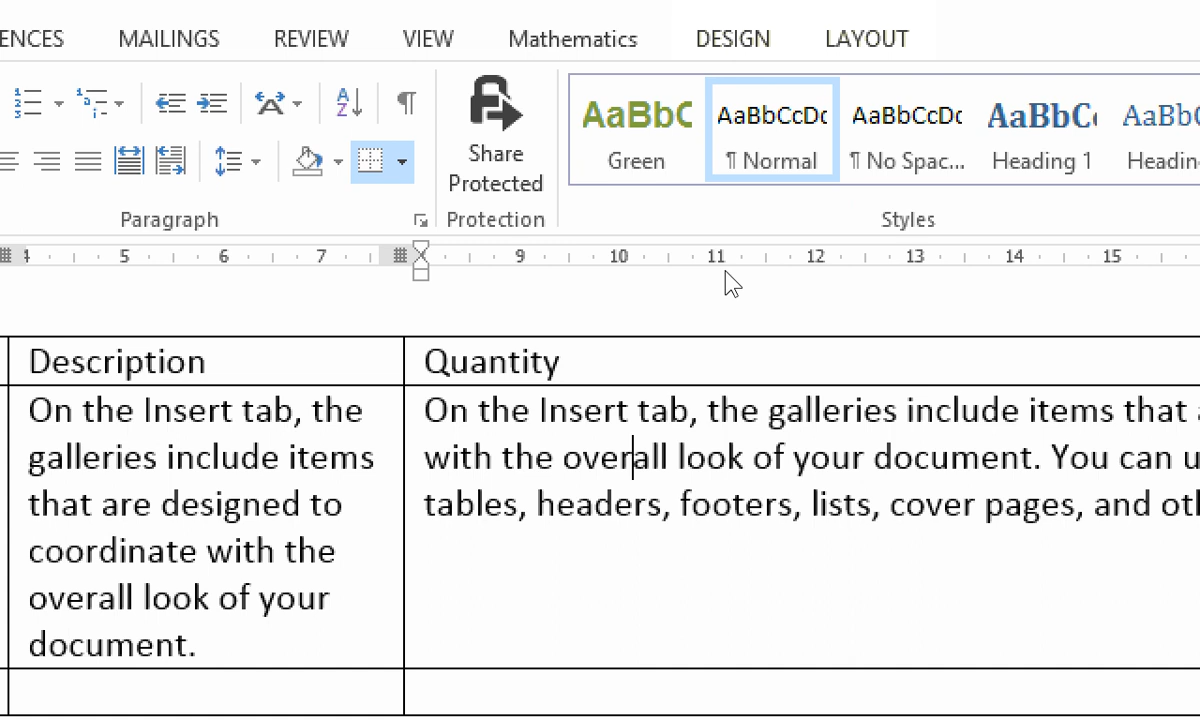 ENCES MAILINGS REVIEW VIEW Mathematics DESIGN LAYOUT
AaBbC AaBbCcDc AaBbCcDc AaBbC AaBbC
Share
Protected
Green ¶ Normal ¶ No Spac... Heading 1 Headin
Paragraph Protection Styles
4 5 6 7 9 10 11 12 13 14 15
Description Quantity
On the Insert tab, the
galleries include items
that are designed to
coordinate with the
overall look of your
document.
On the Insert tab, the galleries include items that a
with the overall look of your document. You can u
tables, headers, footers, lists, cover pages, and oth